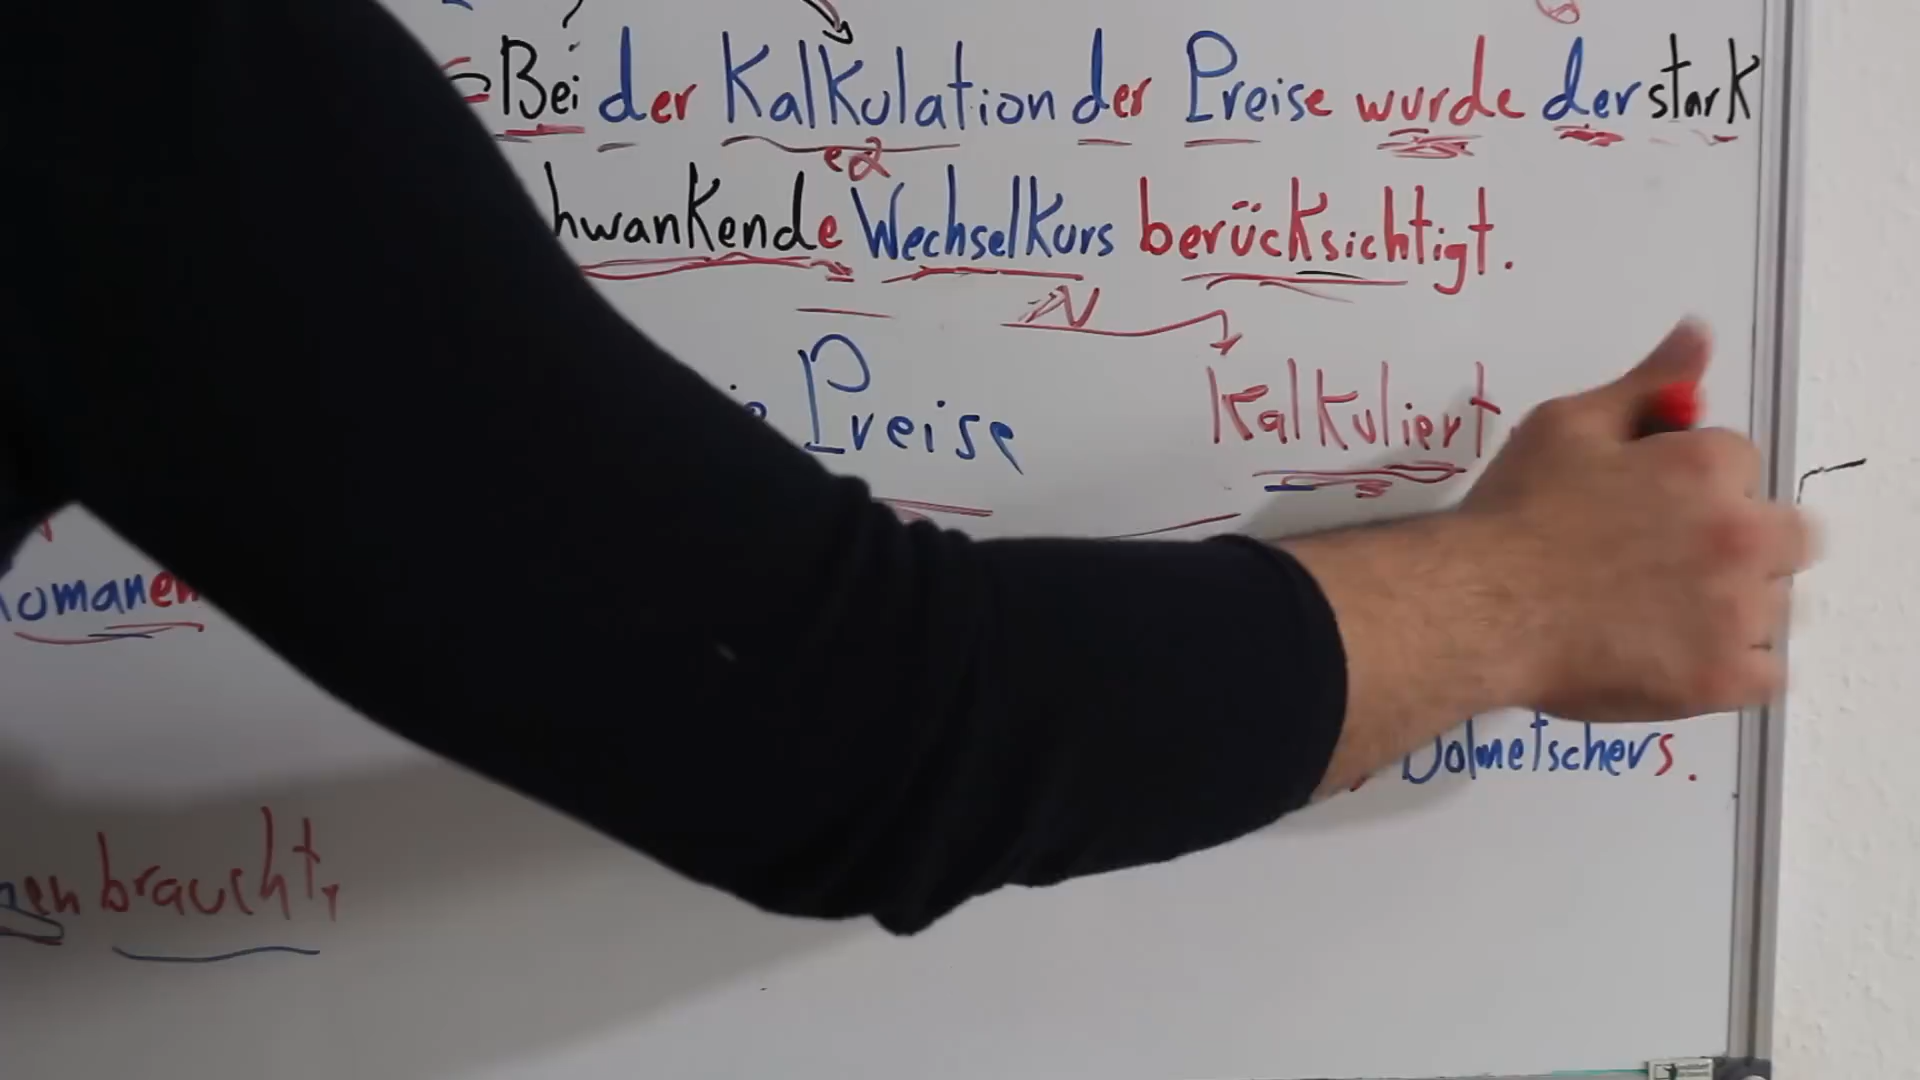 Bei der Kalkulation der Preise wurde der stark
hwankende Wechselkurs berücksichtigt.
Preise kalkuliert
omanen
Dolmetschers.
en braucht,